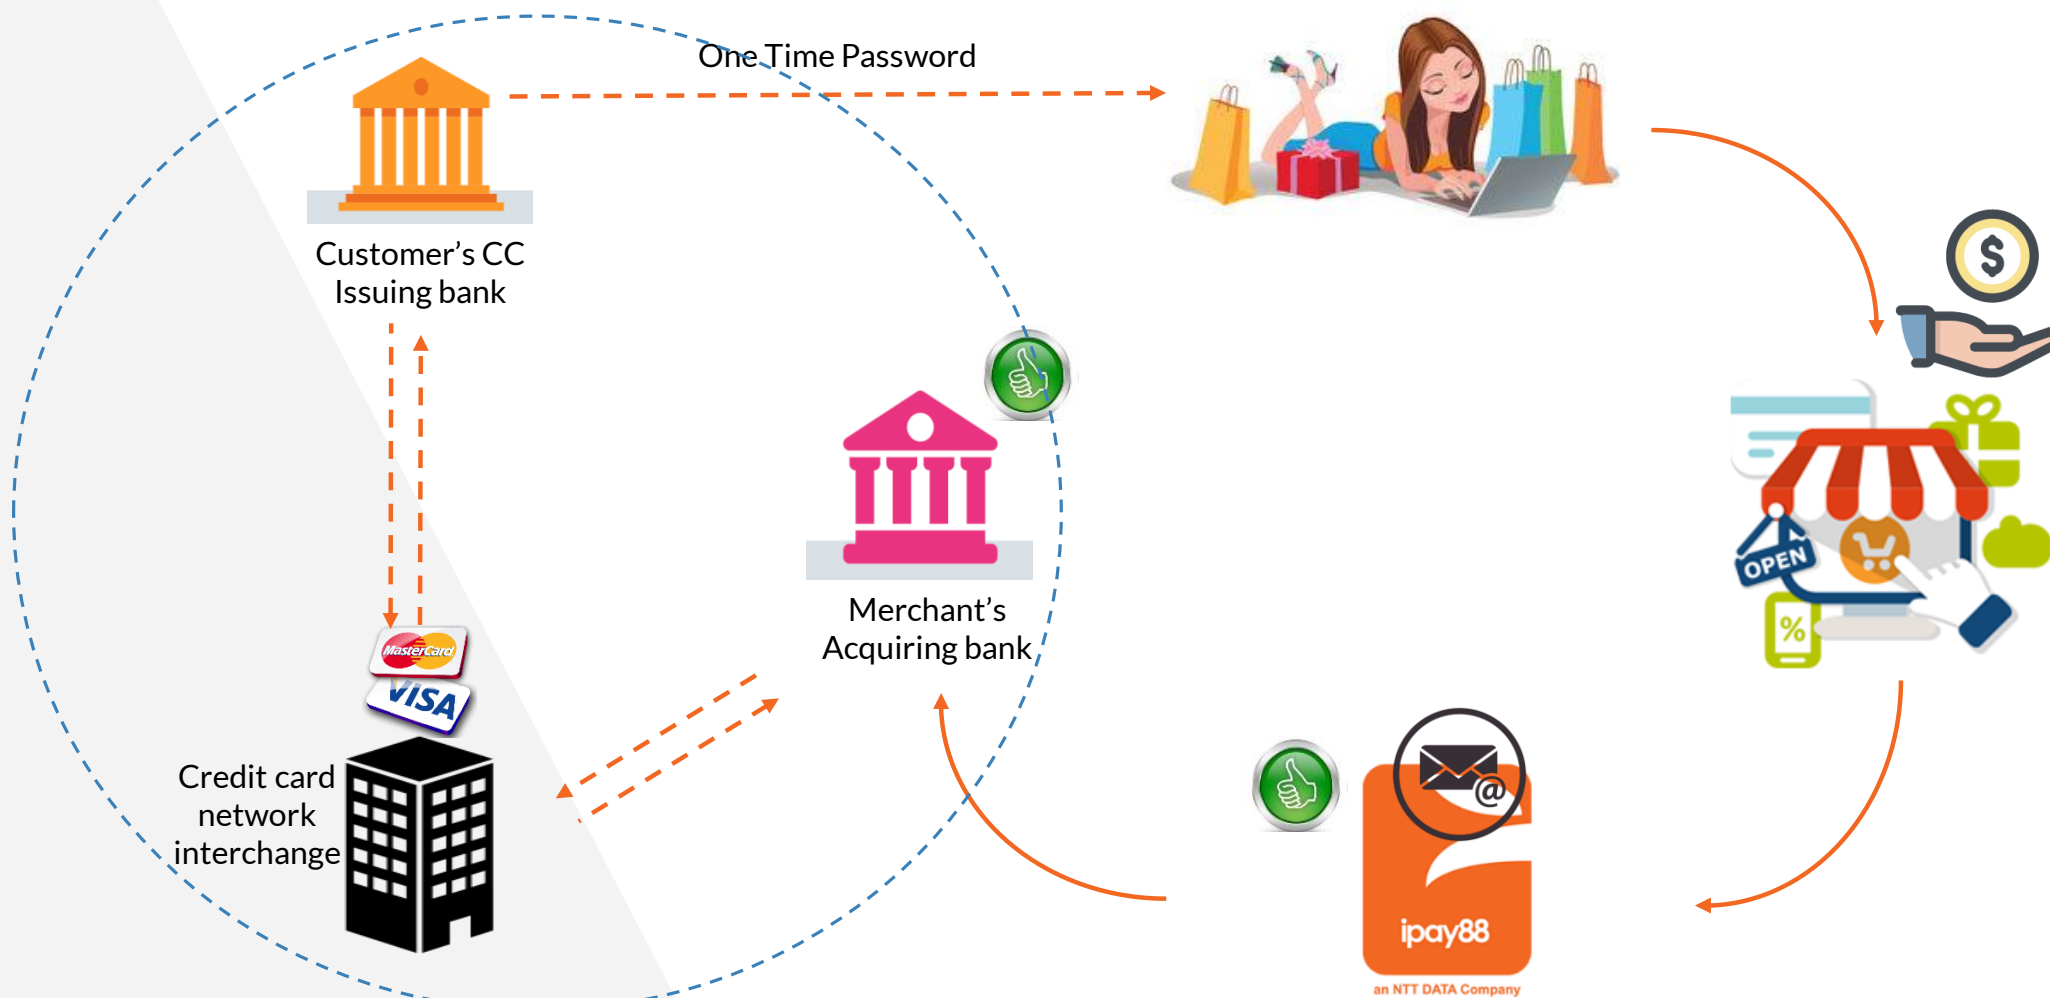 One Time Password
Customer’s CC
Issuing bank
$
OPEN
%
Merchant’s
Acquiring bank
MasterCard
VISA
Credit card
network
interchange
@
ipay88
an NTT DATA Company